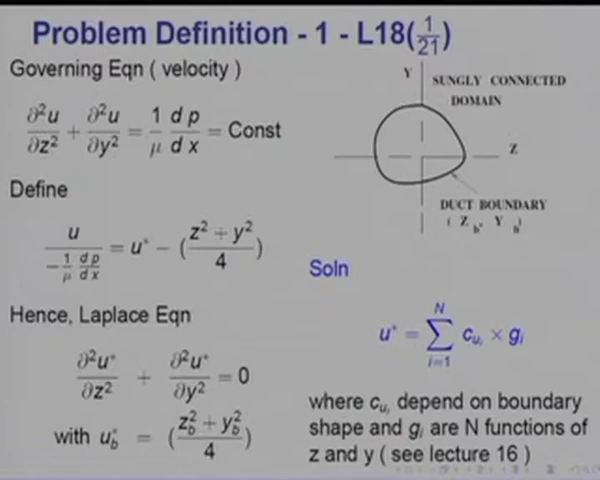 Problem Definition - 1 - L18(1/21)
Governing Eqn ( velocity )
∂²u/∂z² + ∂²u/∂y² = 1/μ dp/dx = Const
Define
u / (−1/μ dp/dx) = u* − (z² + y² / 4)
Hence, Laplace Eqn
∂²u*/∂z² + ∂²u*/∂y² = 0
with u*_b = (z_b² + y_b² / 4)
Y
SUNGLY CONNECTED
DOMAIN
Z
DUCT BOUNDARY
( Z_b, Y_b )
Soln
u* = Σ_{i=1}^{N} c_{u_i} × g_i
where c_{u_i} depend on boundary
shape and g_i are N functions of
z and y ( see lecture 16 )